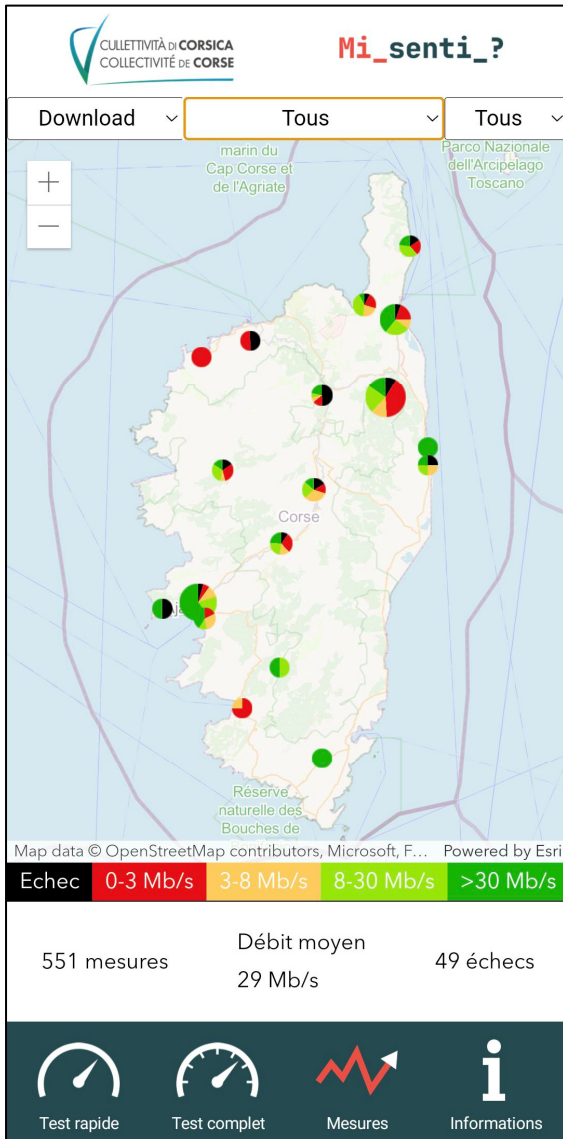 CULLETTIVITÀ DI CORSICA
COLLECTIVITÉ DE CORSE
Mi_senti_?
Download
Tous
Tous
marin du
Cap Corse et
de l'Agriate
Parco Nazionale
dell'Arcipelago
Toscano
+
−
Corse
Aj
Réserve
naturelle des
Bouches de
Map data © OpenStreetMap contributors, Microsoft, F... Powered by Esri
Echec 0-3 Mb/s 3-8 Mb/s 8-30 Mb/s >30 Mb/s
551 mesures
Débit moyen
29 Mb/s
49 échecs
Test rapide
Test complet
Mesures
Informations